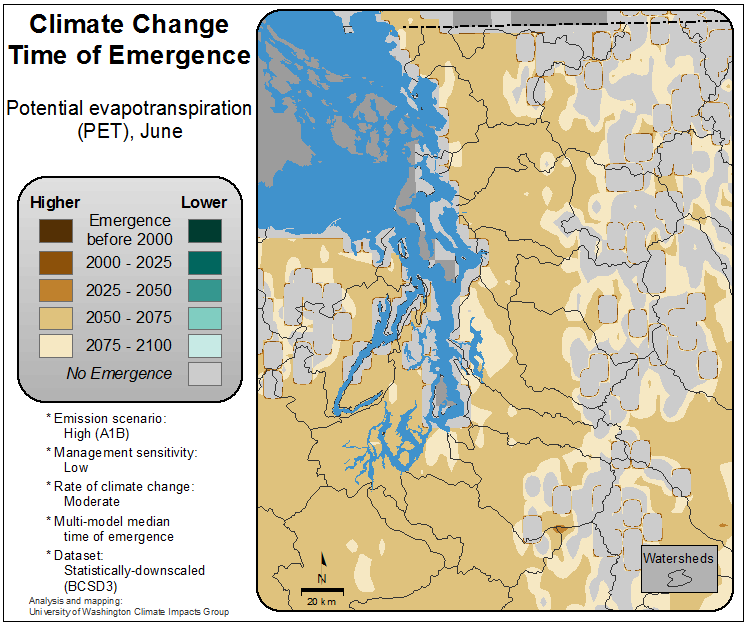 Climate Change
Time of Emergence
Potential evapotranspiration
(PET), June
Higher
Lower
Emergence
before 2000
2000 - 2025
2025 - 2050
2050 - 2075
2075 - 2100
No Emergence
* Emission scenario:
High (A1B)
* Management sensitivity:
Low
* Rate of climate change:
Moderate
* Multi-model median
time of emergence
* Dataset:
Statistically-downscaled
(BCSD3)
Analysis and mapping:
University of Washington Climate Impacts Group
N
20 km
Watersheds